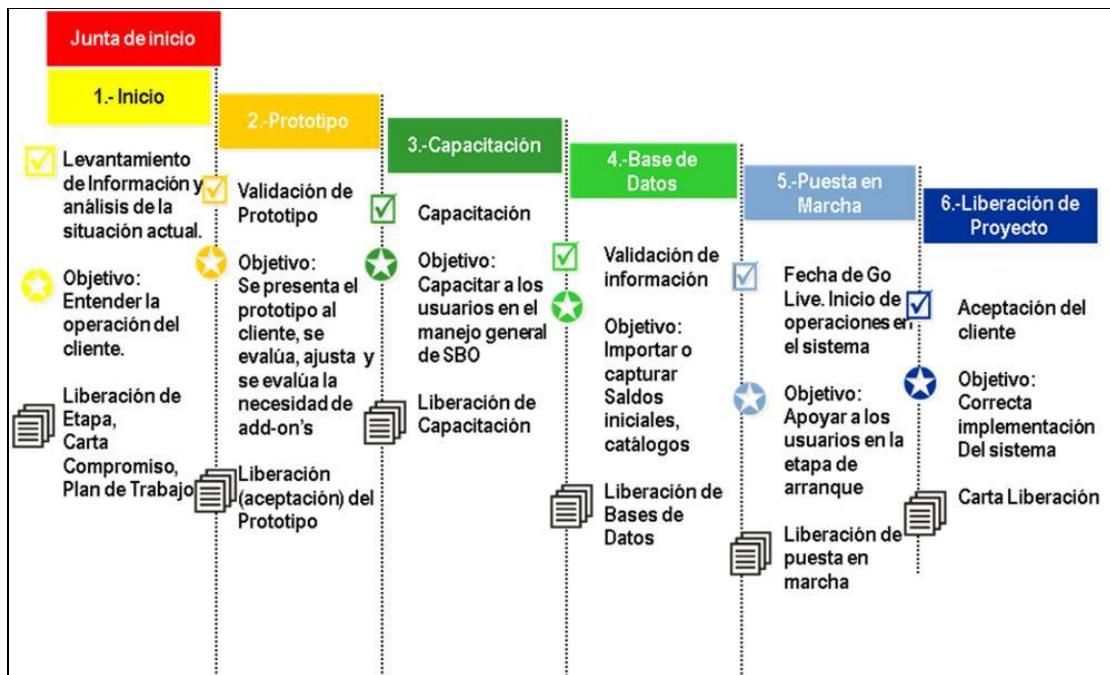 Junta de inicio
1.- Inicio
Levantamiento
de Información y
análisis de la
situación actual.
Objetivo:
Entender la
operación del
cliente.
Liberación de
Etapa,
Carta
Compromiso,
Plan de Trabajo
2.-Prototipo
Validación de
Prototipo
Objetivo:
Se presenta el
prototipo al
cliente, se
evalúa, ajusta y
se evalúa la
necesidad de
add-on's
Liberación
(aceptación) del
Prototipo
3.-Capacitación
Capacitación
Objetivo:
Capacitar a los
usuarios en el
manejo general
de SBO
Liberación de
Capacitación
4.-Base de
Datos
Validación de
información
Objetivo:
Importar o
capturar
Saldos
iniciales,
catálogos
Liberación de
Bases de
Datos
5.-Puesta en
Marcha
Fecha de Go
Live. Inicio de
operaciones en
el sistema
Objetivo:
Apoyar a los
usuarios en la
etapa de
arranque
Liberación de
puesta en
marcha
6.-Liberación de
Proyecto
Aceptación del
cliente
Objetivo:
Correcta
implementación
Del sistema
Carta Liberación